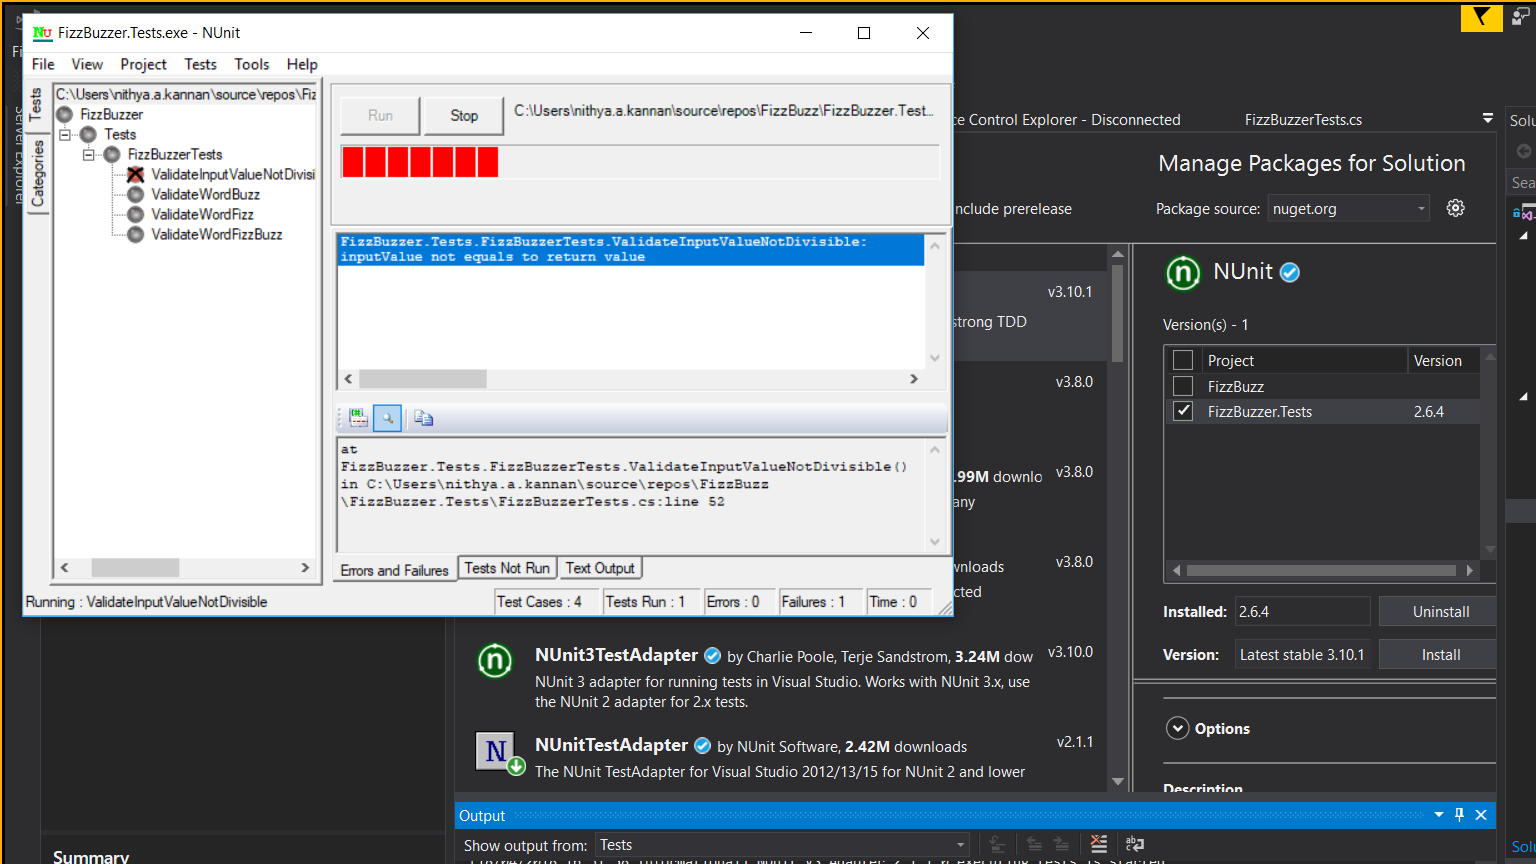 FizzBuzzer.Tests.exe - NUnit
File View Project Tests Tools Help
Tests
Categories
C:\Users\nithya.a.kannan\source\repos\Fiz
FizzBuzzer
Tests
FizzBuzzerTests
ValidateInputValueNotDivisi
ValidateWordBuzz
ValidateWordFizz
ValidateWordFizzBuzz
Run Stop C:\Users\nithya.a.kannan\source\repos\FizzBuzz\FizzBuzzer.Test...
FizzBuzzer.Tests.FizzBuzzerTests.ValidateInputValueNotDivisible:
inputValue not equals to return value
at
FizzBuzzer.Tests.FizzBuzzerTests.ValidateInputValueNotDivisible()
in C:\Users\nithya.a.kannan\source\repos\FizzBuzz
\FizzBuzzer.Tests\FizzBuzzerTests.cs:line 52
Errors and Failures Tests Not Run Text Output
Running : ValidateInputValueNotDivisible Test Cases : 4 Tests Run : 1 Errors : 0 Failures : 1 Time : 0
Server Explorer
ce Control Explorer - Disconnected FizzBuzzerTests.cs
Manage Packages for Solution
nclude prerelease Package source: nuget.org
v3.10.1
strong TDD
v3.8.0
v3.8.0
.99M downlo
any
v3.8.0
wnloads
cted
NUnit3TestAdapter by Charlie Poole, Terje Sandstrom, 3.24M dow v3.10.0
NUnit 3 adapter for running tests in Visual Studio. Works with NUnit 3.x, use
the NUnit 2 adapter for 2.x tests.
NUnitTestAdapter by NUnit Software, 2.42M downloads v2.1.1
The NUnit TestAdapter for Visual Studio 2012/13/15 for NUnit 2 and lower
NUnit
Version(s) - 1
Project Version
FizzBuzz
FizzBuzzer.Tests 2.6.4
Installed: 2.6.4 Uninstall
Version: Latest stable 3.10.1 Install
Options
Description
Solu
Sea
Solu
Output
Show output from: Tests
Summary